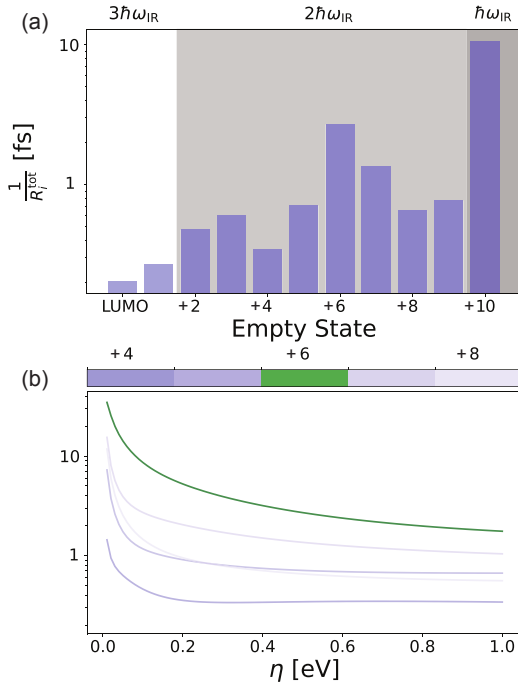 (a)
3ħω_IR 2ħω_IR ħω_IR
10
1
1/R_i^tot [fs]
LUMO +2 +4 +6 +8 +10
Empty State
+4 +6 +8
(b)
10
1
0.0 0.2 0.4 0.6 0.8 1.0
η [eV]